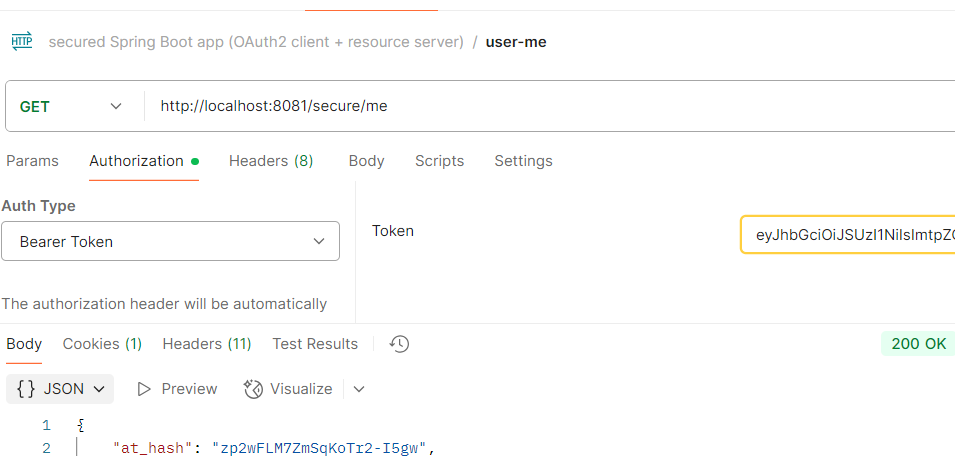 HTTP secured Spring Boot app (OAuth2 client + resource server) / user-me
GET http://localhost:8081/secure/me
Params Authorization Headers (8) Body Scripts Settings
Auth Type
Bearer Token
Token
eyJhbGciOiJSUzI1NiIsImtpZC
The authorization header will be automatically
Body Cookies (1) Headers (11) Test Results 200 OK
{} JSON Preview Visualize
1 {
2 "at_hash": "zp2wFLM7ZmSqKoTr2-I5gw",